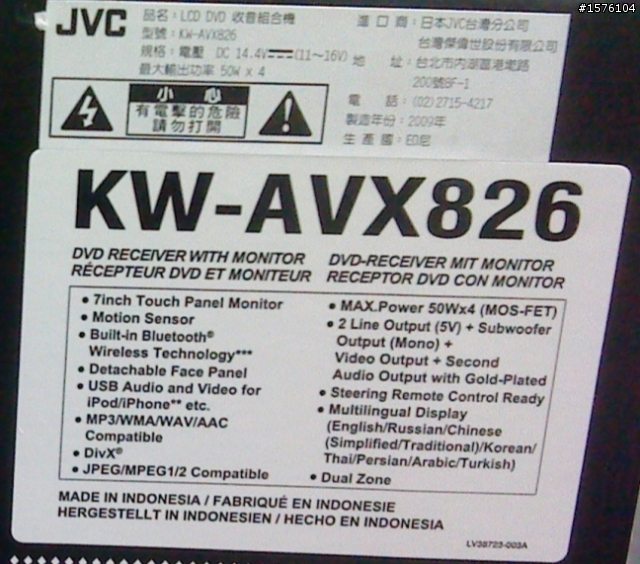 #1576104
JVC
品名：LCD DVD 收音組合機
型號：KW-AVX826
規格：電壓 DC 14.4V⎓(11~16V)
最大輸出功率 50W x 4
進口商：日本JVC台灣分公司
台灣傑偉世股份有限公司
地址：台北市內湖區港墘路
200號8F-1
電話：(02)2715-4217
製造年份：2009年
生產國：印尼
小心
有電擊的危險
請勿打開
KW-AVX826
DVD RECEIVER WITH MONITOR
RÉCEPTEUR DVD ET MONITEUR
DVD-RECEIVER MIT MONITOR
RECEPTOR DVD CON MONITOR
• 7inch Touch Panel Monitor
• Motion Sensor
• Built-in Bluetooth®
Wireless Technology***
• Detachable Face Panel
• USB Audio and Video for
iPod/iPhone** etc.
• MP3/WMA/WAV/AAC
Compatible
• DivX®
• JPEG/MPEG1/2 Compatible
• MAX.Power 50Wx4 (MOS-FET)
• 2 Line Output (5V) + Subwoofer
Output (Mono) +
Video Output + Second
Audio Output with Gold-Plated
• Steering Remote Control Ready
• Multilingual Display
(English/Russian/Chinese
(Simplified/Traditional)/Korean/
Thai/Persian/Arabic/Turkish)
• Dual Zone
MADE IN INDONESIA / FABRIQUÉ EN INDONESIE
HERGESTELLT IN INDONESIEN / HECHO EN INDONESIA
LV38723-003A